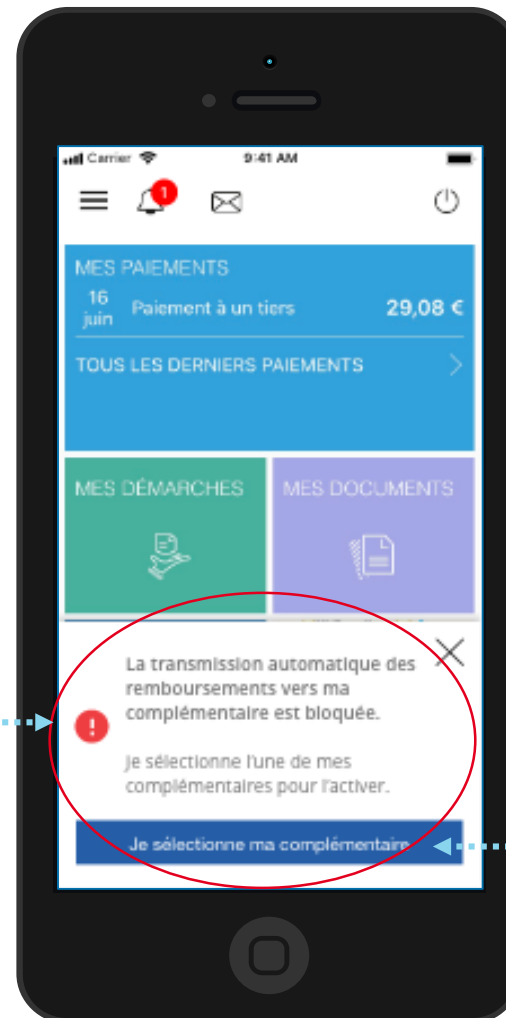 Carrier 9:41 AM
1
MES PAIEMENTS
16 juin Paiement à un tiers 29,08 €
TOUS LES DERNIERS PAIEMENTS
MES DÉMARCHES MES DOCUMENTS
La transmission automatique des
remboursements vers ma
complémentaire est bloquée.
Je sélectionne l'une de mes
complémentaires pour l'activer.
Je sélectionne ma complémentaire